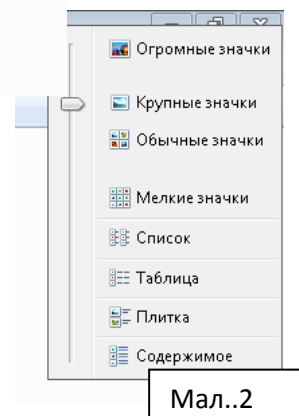 Огромные значки
Крупные значки
Обычные значки
Мелкие значки
Список
Таблица
Плитка
Содержимое
Мал..2